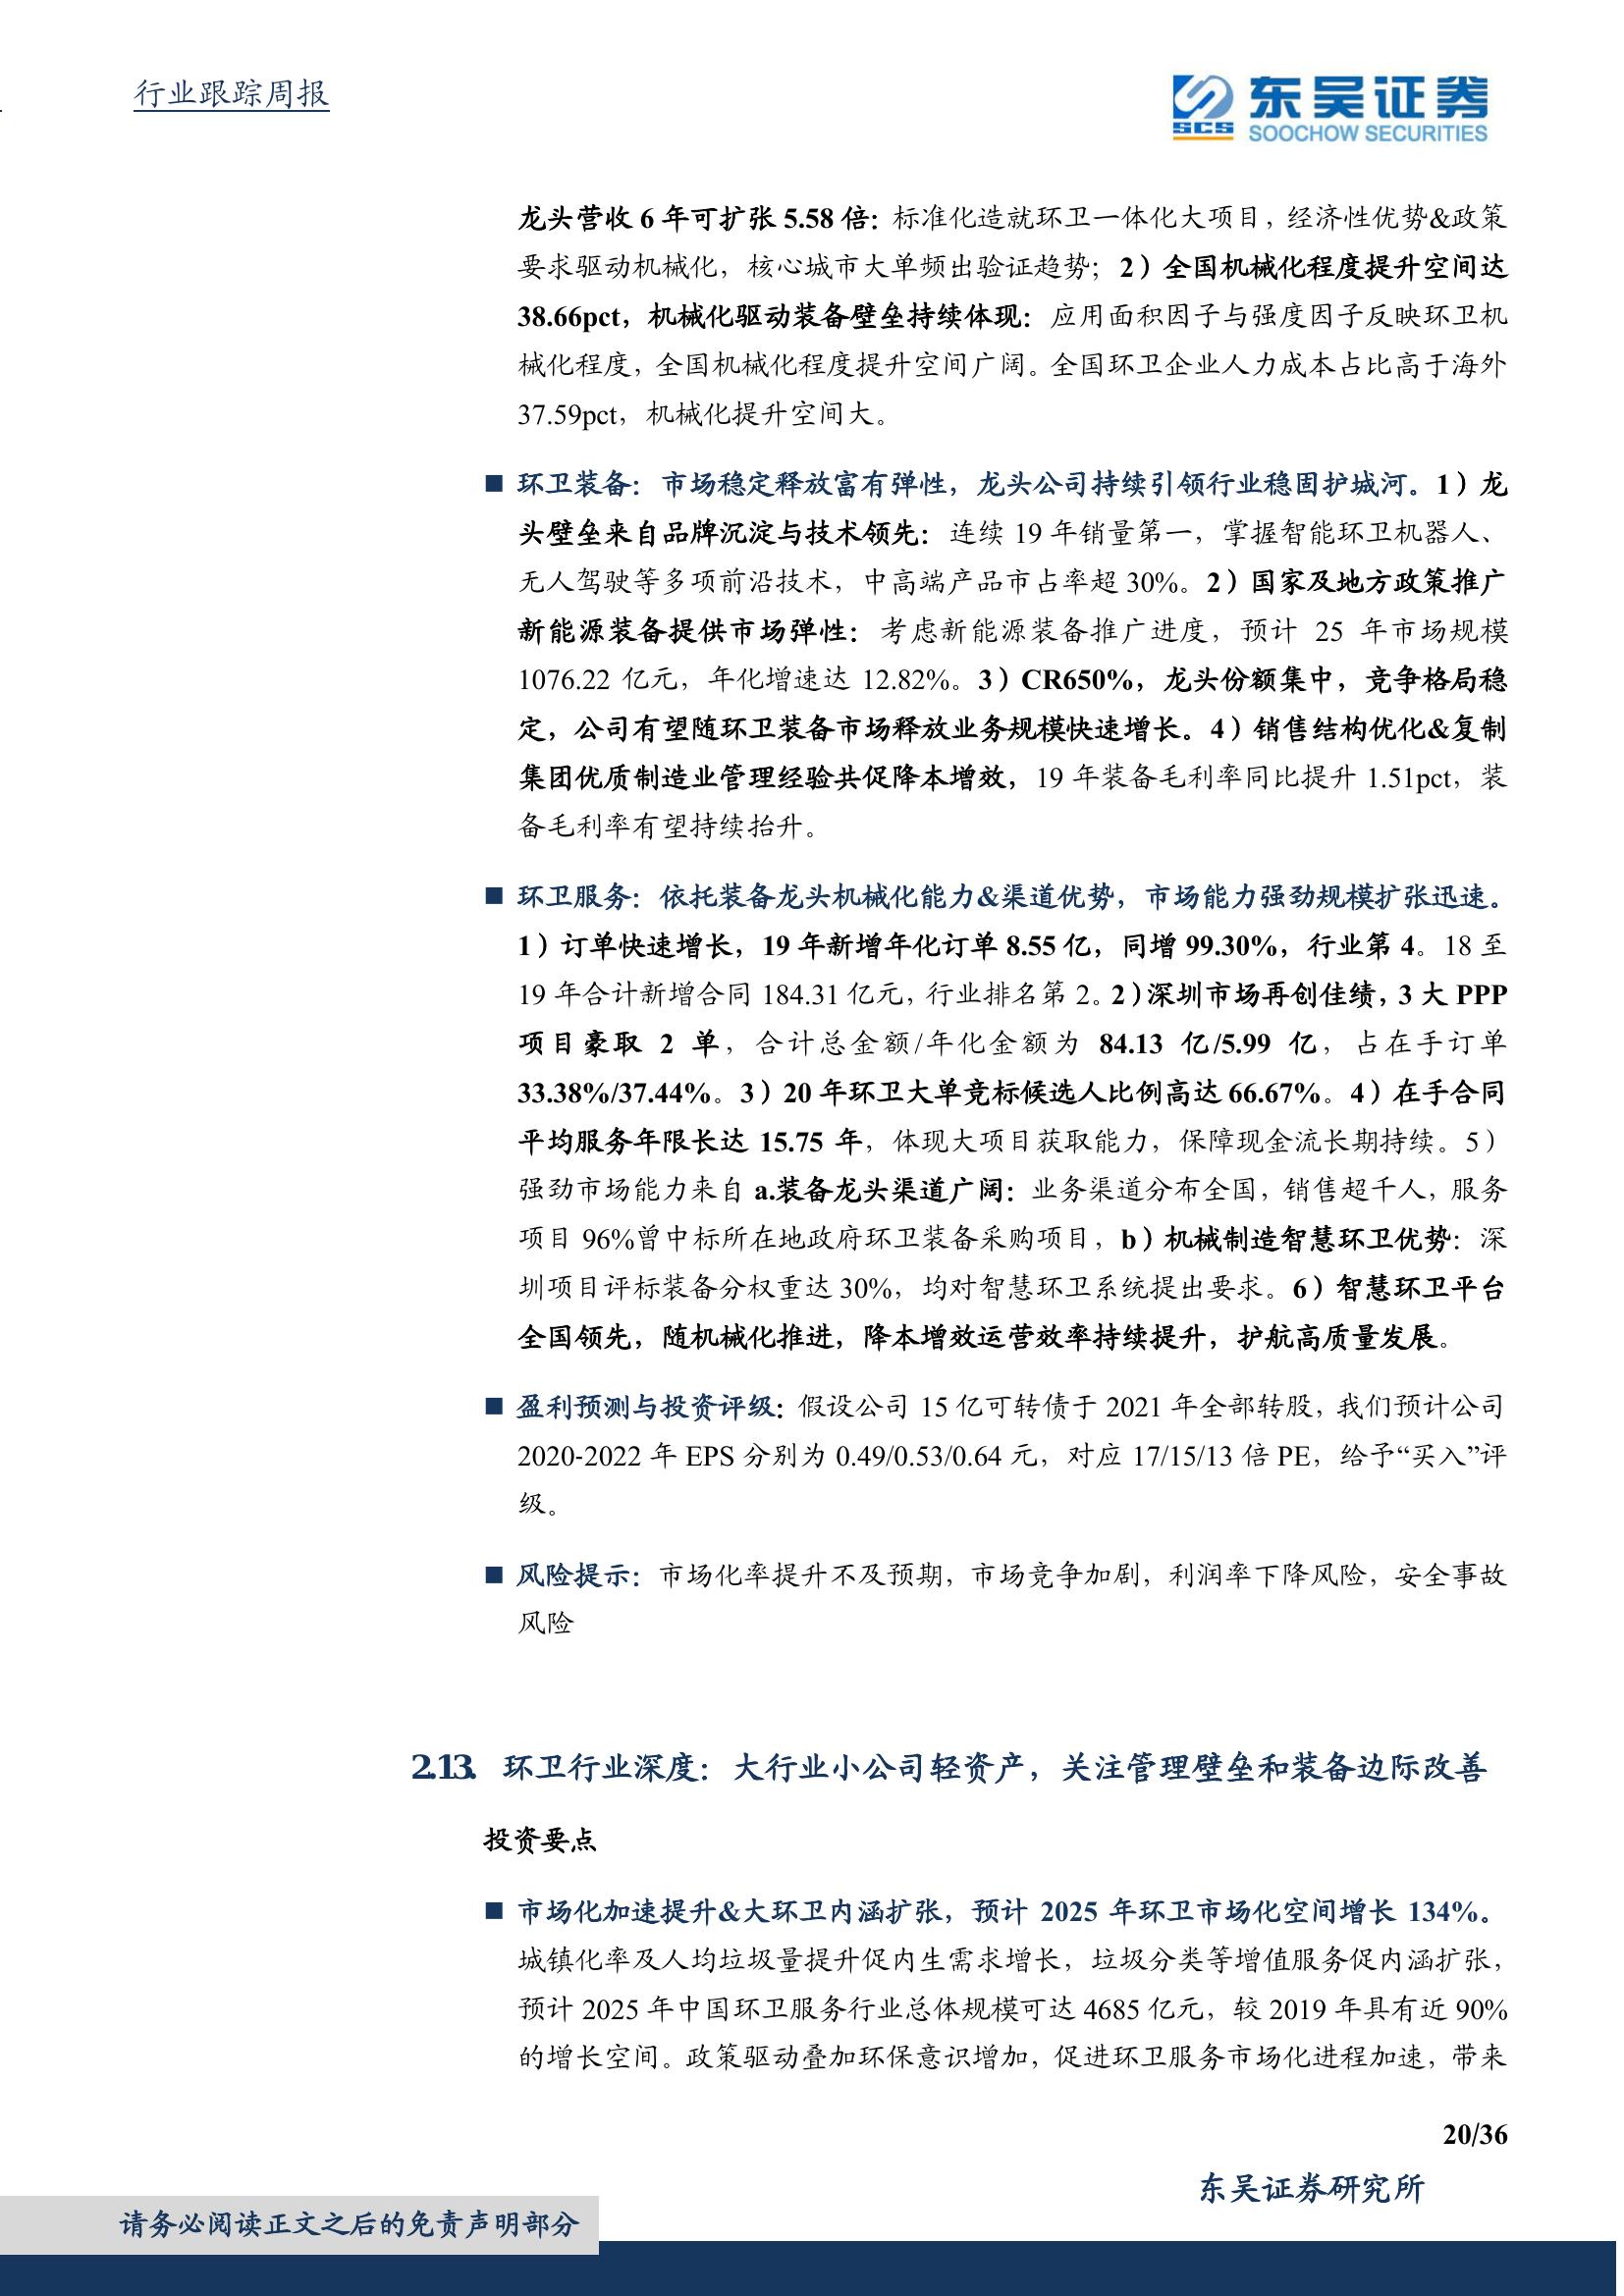 行业跟踪周报
SCS
东吴证券
SOOCHOW SECURITIES
龙头营收 6 年可扩张 5.58 倍：标准化造就环卫一体化大项目，经济性优势&政策
要求驱动机械化，核心城市大单频出验证趋势；2）全国机械化程度提升空间达
38.66pct，机械化驱动装备壁垒持续体现：应用面积因子与强度因子反映环卫机
械化程度，全国机械化程度提升空间广阔。全国环卫企业人力成本占比高于海外
37.59pct，机械化提升空间大。
■ 环卫装备：市场稳定释放富有弹性，龙头公司持续引领行业稳固护城河。1）龙
头壁垒来自品牌沉淀与技术领先：连续 19 年销量第一，掌握智能环卫机器人、
无人驾驶等多项前沿技术，中高端产品市占率超 30%。2）国家及地方政策推广
新能源装备提供市场弹性：考虑新能源装备推广进度，预计 25 年市场规模
1076.22 亿元，年化增速达 12.82%。3）CR650%，龙头份额集中，竞争格局稳
定，公司有望随环卫装备市场释放业务规模快速增长。4）销售结构优化&复制
集团优质制造业管理经验共促降本增效，19 年装备毛利率同比提升 1.51pct，装
备毛利率有望持续抬升。
■ 环卫服务：依托装备龙头机械化能力&渠道优势，市场能力强劲规模扩张迅速。
1）订单快速增长，19 年新增年化订单 8.55 亿，同增 99.30%，行业第 4。18 至
19 年合计新增合同 184.31 亿元，行业排名第 2。2）深圳市场再创佳绩，3 大 PPP
项目豪取 2 单，合计总金额/年化金额为 84.13 亿/5.99 亿，占在手订单
33.38%/37.44%。3）20 年环卫大单竞标候选人比例高达 66.67%。4）在手合同
平均服务年限长达 15.75 年，体现大项目获取能力，保障现金流长期持续。5）
强劲市场能力来自 a.装备龙头渠道广阔：业务渠道分布全国，销售超千人，服务
项目 96%曾中标所在地政府环卫装备采购项目，b）机械制造智慧环卫优势：深
圳项目评标装备分权重达 30%，均对智慧环卫系统提出要求。6）智慧环卫平台
全国领先，随机械化推进，降本增效运营效率持续提升，护航高质量发展。
■ 盈利预测与投资评级：假设公司 15 亿可转债于 2021 年全部转股，我们预计公司
2020-2022 年 EPS 分别为 0.49/0.53/0.64 元，对应 17/15/13 倍 PE，给予“买入”评
级。
■ 风险提示：市场化率提升不及预期，市场竞争加剧，利润率下降风险，安全事故
风险
2.13. 环卫行业深度：大行业小公司轻资产，关注管理壁垒和装备边际改善
投资要点
■ 市场化加速提升&大环卫内涵扩张，预计 2025 年环卫市场化空间增长 134%。
城镇化率及人均垃圾量提升促内生需求增长，垃圾分类等增值服务促内涵扩张，
预计 2025 年中国环卫服务行业总体规模可达 4685 亿元，较 2019 年具有近 90%
的增长空间。政策驱动叠加环保意识增加，促进环卫服务市场化进程加速，带来
20/36
东吴证券研究所
请务必阅读正文之后的免责声明部分